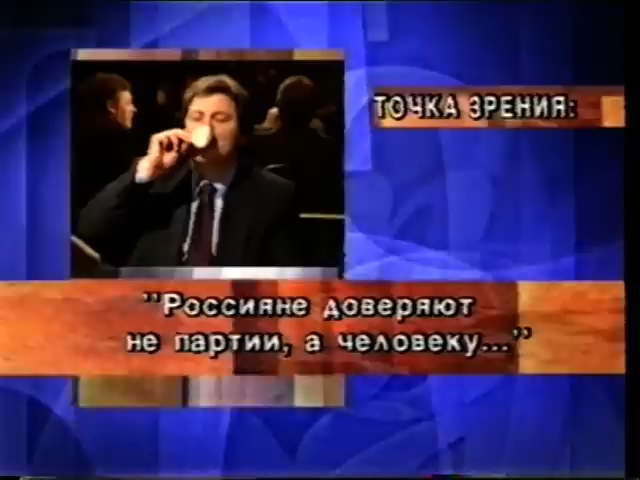 ТОЧКА ЗРЕНИЯ:
"Россияне доверяют
не партии, а человеку..."